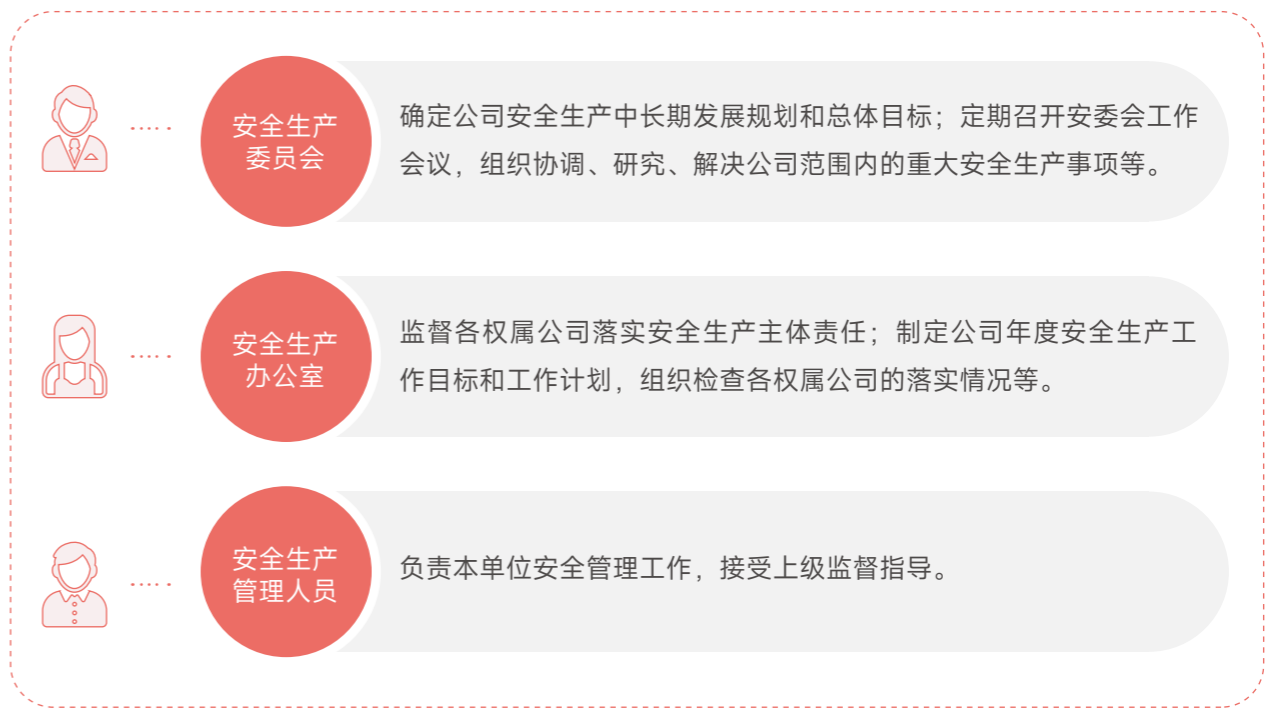 安全生产
委员会
确定公司安全生产中长期发展规划和总体目标；定期召开安委会工作
会议，组织协调、研究、解决公司范围内的重大安全生产事项等。
安全生产
办公室
监督各权属公司落实安全生产主体责任；制定公司年度安全生产工
作目标和工作计划，组织检查各权属公司的落实情况等。
安全生产
管理人员
负责本单位安全管理工作，接受上级监督指导。